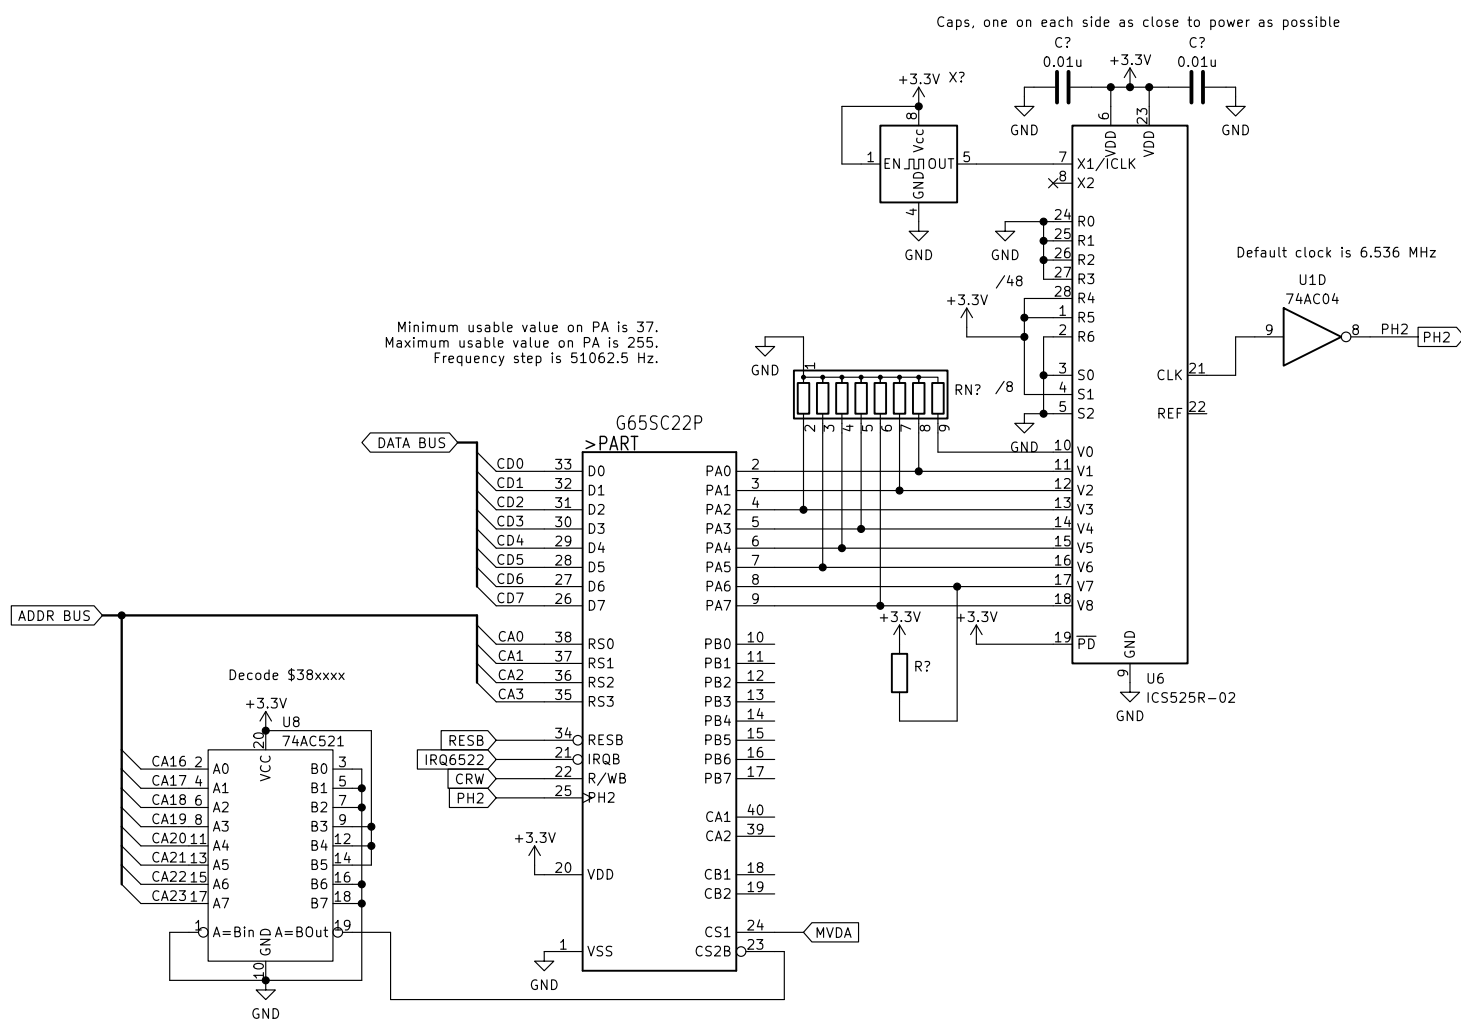 Caps, one on each side as close to power as possible
C?
0.01u
+3.3V
C?
0.01u
+3.3V X?
GND
GND
8
Vcc
1
EN
OUT
5
GND
4
GND
6
VDD
23
VDD
7
X1/ICLK
8
X2
24
R0
25
R1
26
R2
27
R3
28
R4
1
R5
2
R6
3
S0
4
S1
5
S2
10
V0
11
V1
12
V2
13
V3
14
V4
15
V5
16
V6
17
V7
18
V8
19
PD
GND
9
GND
U6
ICS525R-02
CLK
21
REF
22
GND
/48
+3.3V
/8
GND
Default clock is 6.536 MHz
U1D
74AC04
9
8
PH2
PH2
Minimum usable value on PA is 37.
Maximum usable value on PA is 255.
Frequency step is 51062.5 Hz.
GND
1
RN?
2
3
4
5
6
7
8
9
+3.3V
R?
+3.3V
G65SC22P
>PART
DATA BUS
CD0 33 D0
CD1 32 D1
CD2 31 D2
CD3 30 D3
CD4 29 D4
CD5 28 D5
CD6 27 D6
CD7 26 D7
ADDR BUS
CA0 38 RS0
CA1 37 RS1
CA2 36 RS2
CA3 35 RS3
RESB 34 RESB
IRQ6522 21 IRQB
CRW 22 R/WB
PH2 25 PH2
+3.3V
20 VDD
1 VSS
GND
PA0 2
PA1 3
PA2 4
PA3 5
PA4 6
PA5 7
PA6 8
PA7 9
PB0 10
PB1 11
PB2 12
PB3 13
PB4 14
PB5 15
PB6 16
PB7 17
CA1 40
CA2 39
CB1 18
CB2 19
CS1 24 MVDA
CS2B 23
Decode $38xxxx
+3.3V
U8
74AC521
20
VCC
CA16 2 A0
CA17 4 A1
CA18 6 A2
CA19 8 A3
CA20 11 A4
CA21 13 A5
CA22 15 A6
CA23 17 A7
B0 3
B1 5
B2 7
B3 9
B4 12
B5 14
B6 16
B7 18
1 A=Bin
A=BOut 19
GND
10
GND